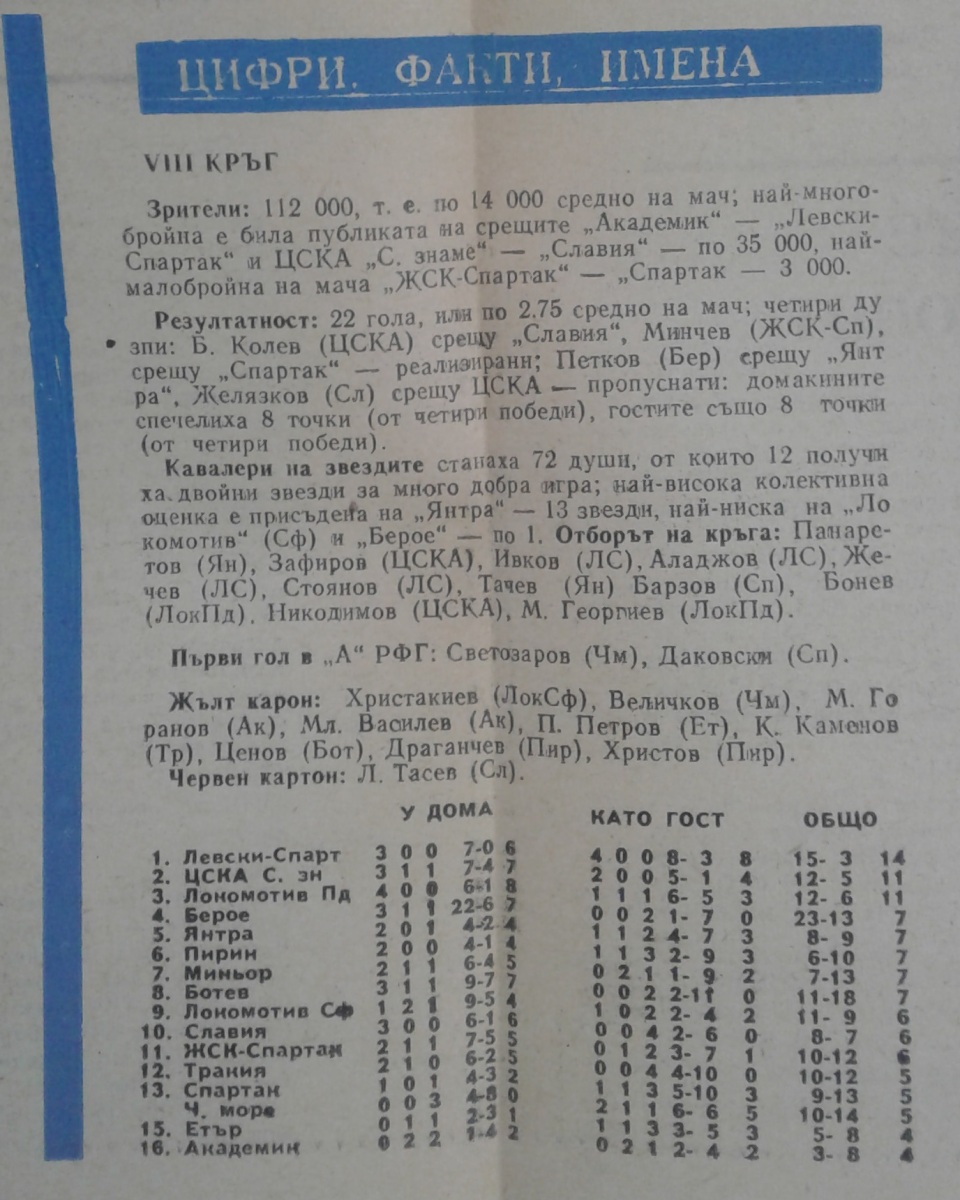 ЦИФРИ, ФАКТИ, ИМЕНА
VIII КРЪГ
Зрители: 112 000, т. е. по 14 000 средно на мач; най-много-
бройна е била публиката на срещите „Академик“ — „Левски-
Спартак“ и ЦСКА „С. знаме“ — „Славия“ — по 35 000, най-
малобройна на мача „ЖСК-Спартак“ — „Спартак — 3 000.
Резултатност: 22 гола, или по 2.75 средно на мач; четири ду
зпи: Б. Колев (ЦСКА) срещу „Славия“, Минчев (ЖСК-Сп),
срещу „Спартак“ — реализирани; Петков (Бер) срещу „Янт
ра“, Желязков (Сл) срещу ЦСКА — пропуснати: домакините
спечелиха 8 точки (от четири победи), гостите също 8 точки
(от четири победи).
Кавалери на звездите станаха 72 души, от които 12 получи
ха двойни звезди за много добра игра; най-висока колективна
оценка е присъдена на „Янтра“ — 13 звезди, най-ниска на „Ло
комотив“ (Сф) и „Берое“ — по 1. Отборът на кръга: Панаре-
тов (Ян), Зафиров (ЦСКА), Ивков (ЛС), Аладжов (ЛС), Же-
чев (ЛС), Стоянов (ЛС), Тачев (Ян) Барзов (Сп), Бонев
(ЛокПд), Никодимов (ЦСКА), М. Георгиев (ЛокПд).
Първи гол в „А“ РФГ: Светозаров (Чм), Даковски (Сп).
Жълт карон: Христакиев (ЛокСф), Величков (Чм), М. Го
ранов (Ак), Мл. Василев (Ак), П. Петров (Ет), К. Каменов
(Тр), Ценов (Бот), Драганчев (Пир), Христов (Пир).
Червен картон: Л. Тасев (Сл).
У ДОМА КАТО ГОСТ ОБЩО
1. Левски-Спарт 3 0 0 7-0 6 4 0 0 8- 3 8 15- 3 14
2. ЦСКА С. зн 3 1 1 7-4 7 2 0 0 5- 1 4 12- 5 11
3. Локомотив Пд 4 0 0 6-1 8 1 1 1 6- 5 3 12- 6 11
4. Берое 3 1 1 22-6 7 0 0 2 1- 7 0 23-13 7
5. Янтра 2 0 1 4-2 4 1 1 2 4- 7 3 8- 9 7
6. Пирин 2 0 0 4-1 4 1 1 3 2- 9 3 6-10 7
7. Миньор 2 1 1 6-4 5 0 2 1 1- 9 2 7-13 7
8. Ботев 3 1 1 9-7 7 0 0 2 2-11 0 11-18 7
9. Локомотив Сф 1 2 1 9-5 4 1 0 2 2- 4 2 11- 9 6
10. Славия 3 0 0 6-1 6 0 0 4 2- 6 0 8- 7 6
11. ЖСК-Спартак 2 1 1 7-5 5 0 1 2 3- 7 1 10-12 6
12. Тракия 2 1 0 6-2 5 0 0 4 4-10 0 10-12 5
13. Спартак 1 0 1 4-3 2 1 1 3 5-10 3 9-13 5
Ч. море 0 0 3 4-8 0 2 1 1 6- 6 5 10-14 5
15. Етър 0 1 1 2-3 1 1 1 3 3- 5 3 5- 8 4
16. Академик 0 2 2 1-4 2 0 2 1 2- 4 2 3- 8 4